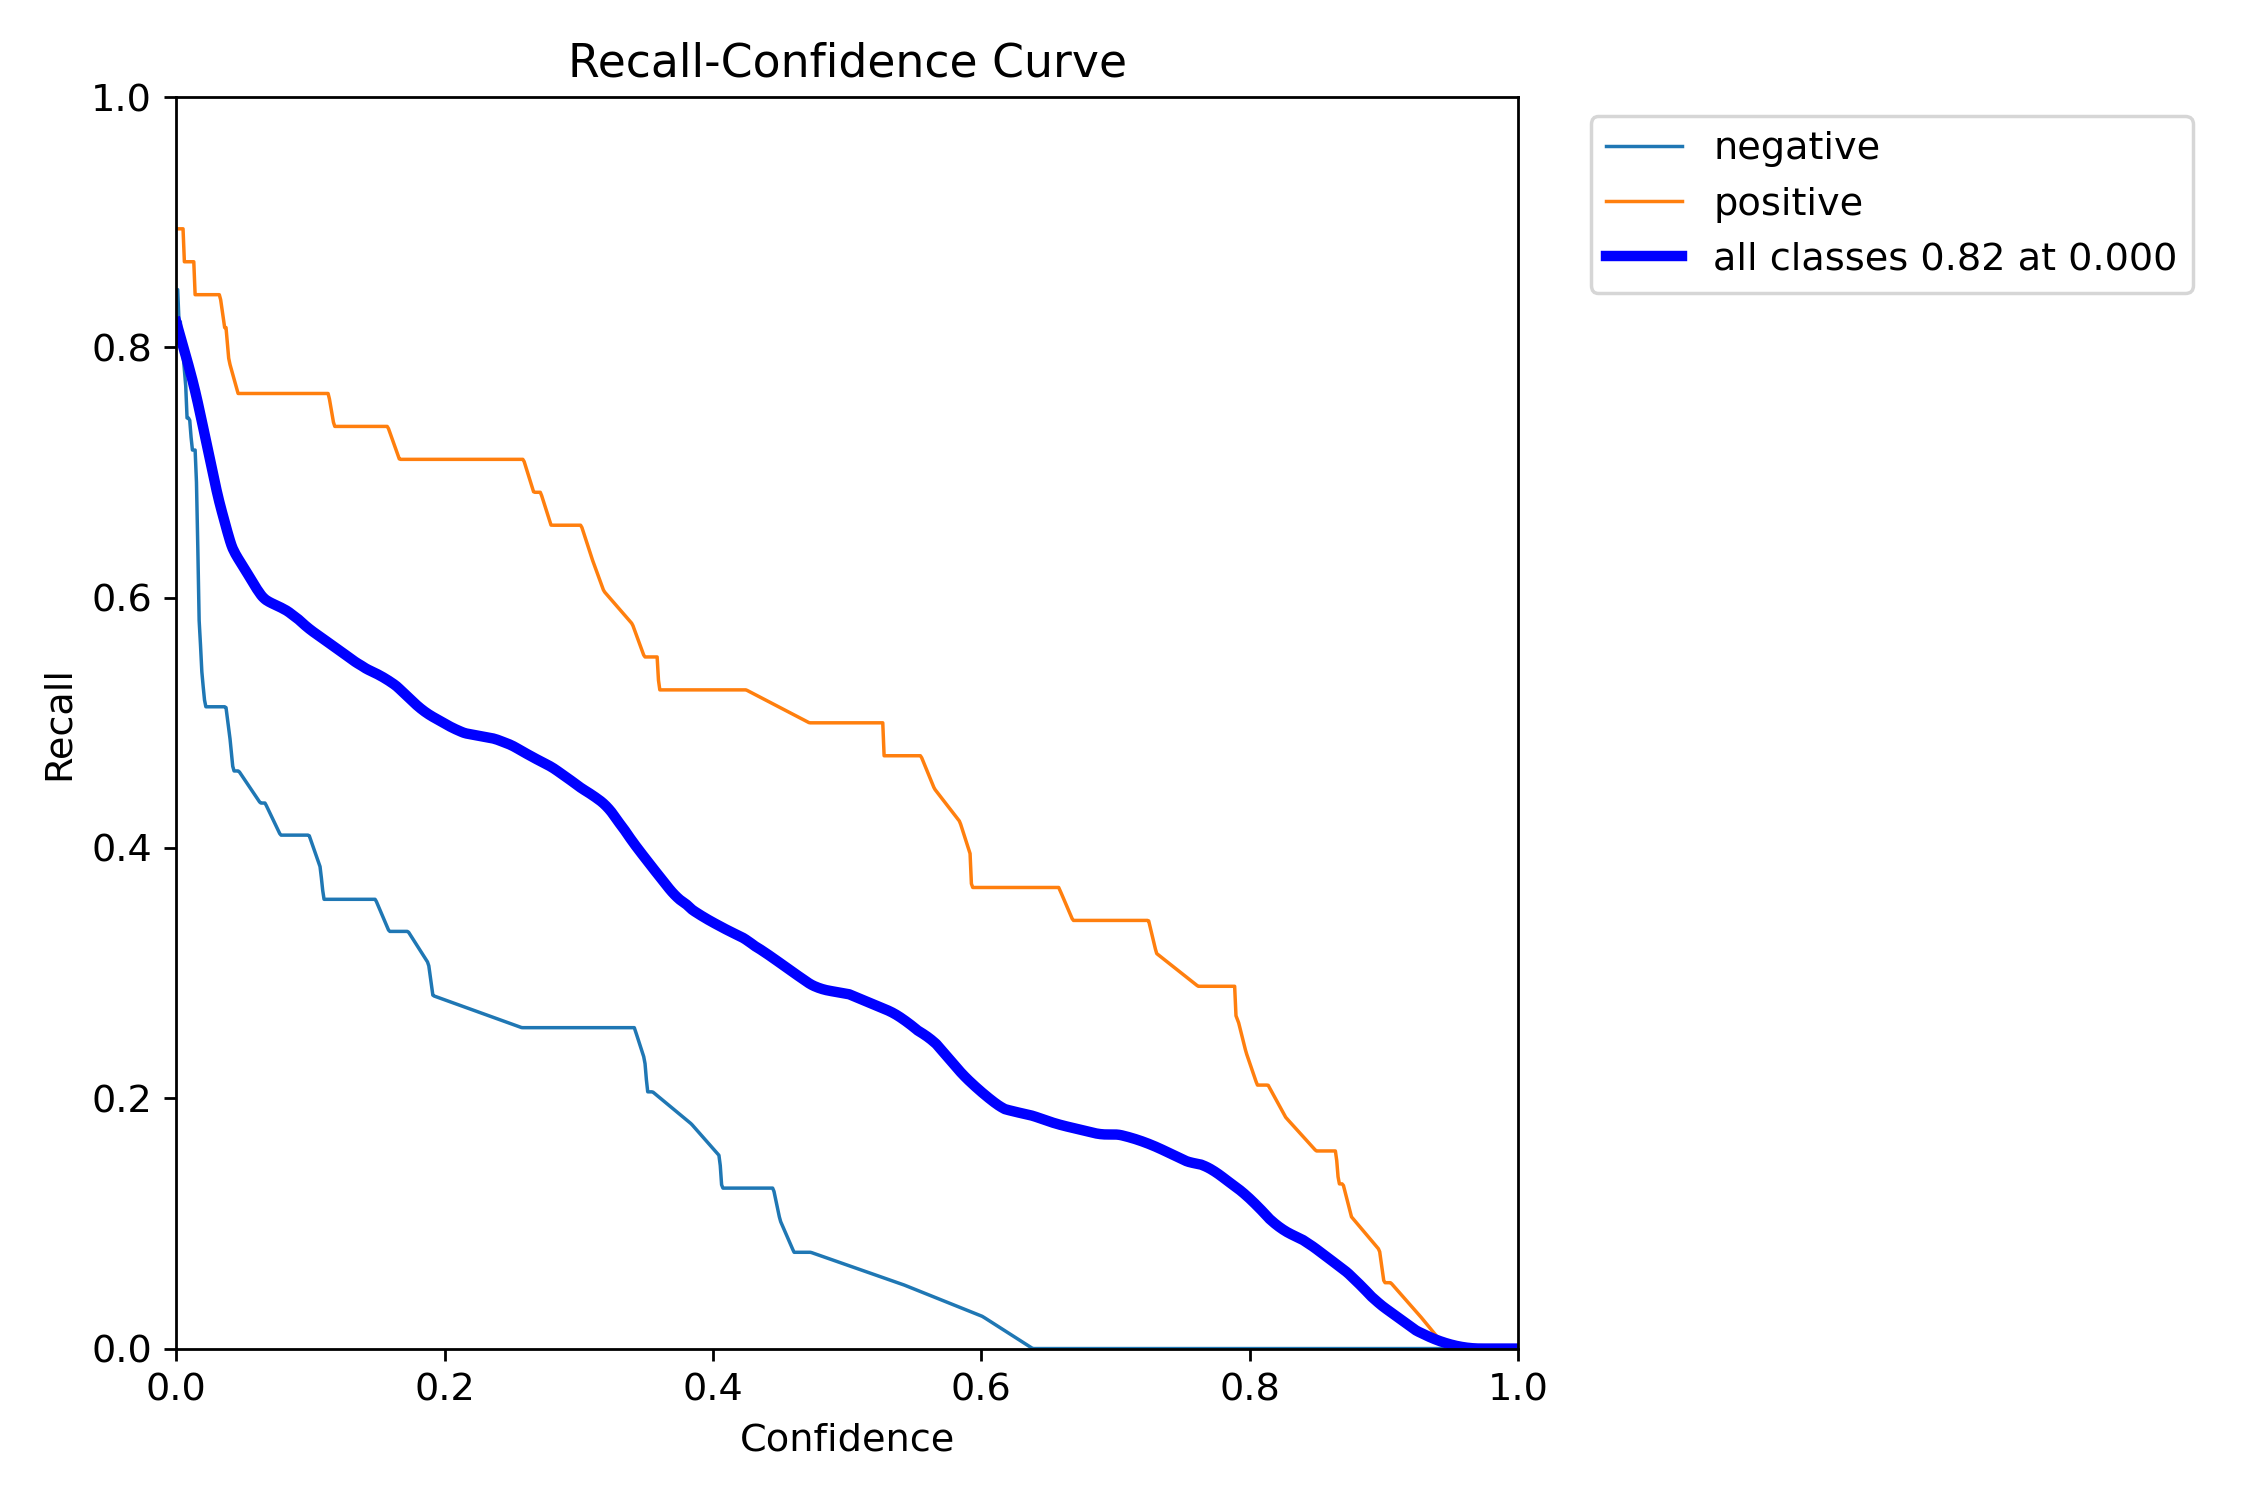 Recall-Confidence Curve
1.0
0.8
0.6
0.4
0.2
0.0
Recall
0.0 0.2 0.4 0.6 0.8 1.0
Confidence
negative
positive
all classes 0.82 at 0.000